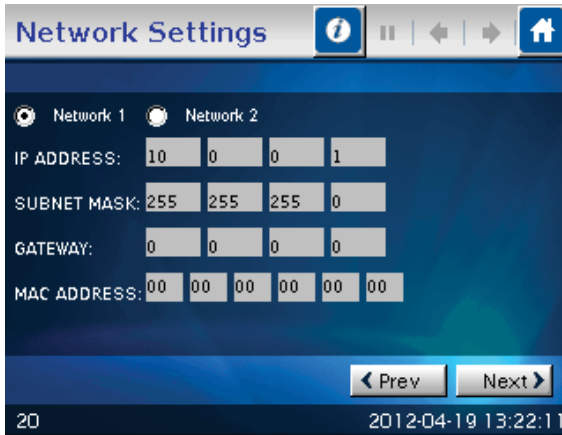 Network Settings i
Network 1 Network 2
IP ADDRESS: 10 0 0 1
SUBNET MASK: 255 255 255 0
GATEWAY: 0 0 0 0
MAC ADDRESS: 00 00 00 00 00 00
Prev Next
20 2012-04-19 13:22:11